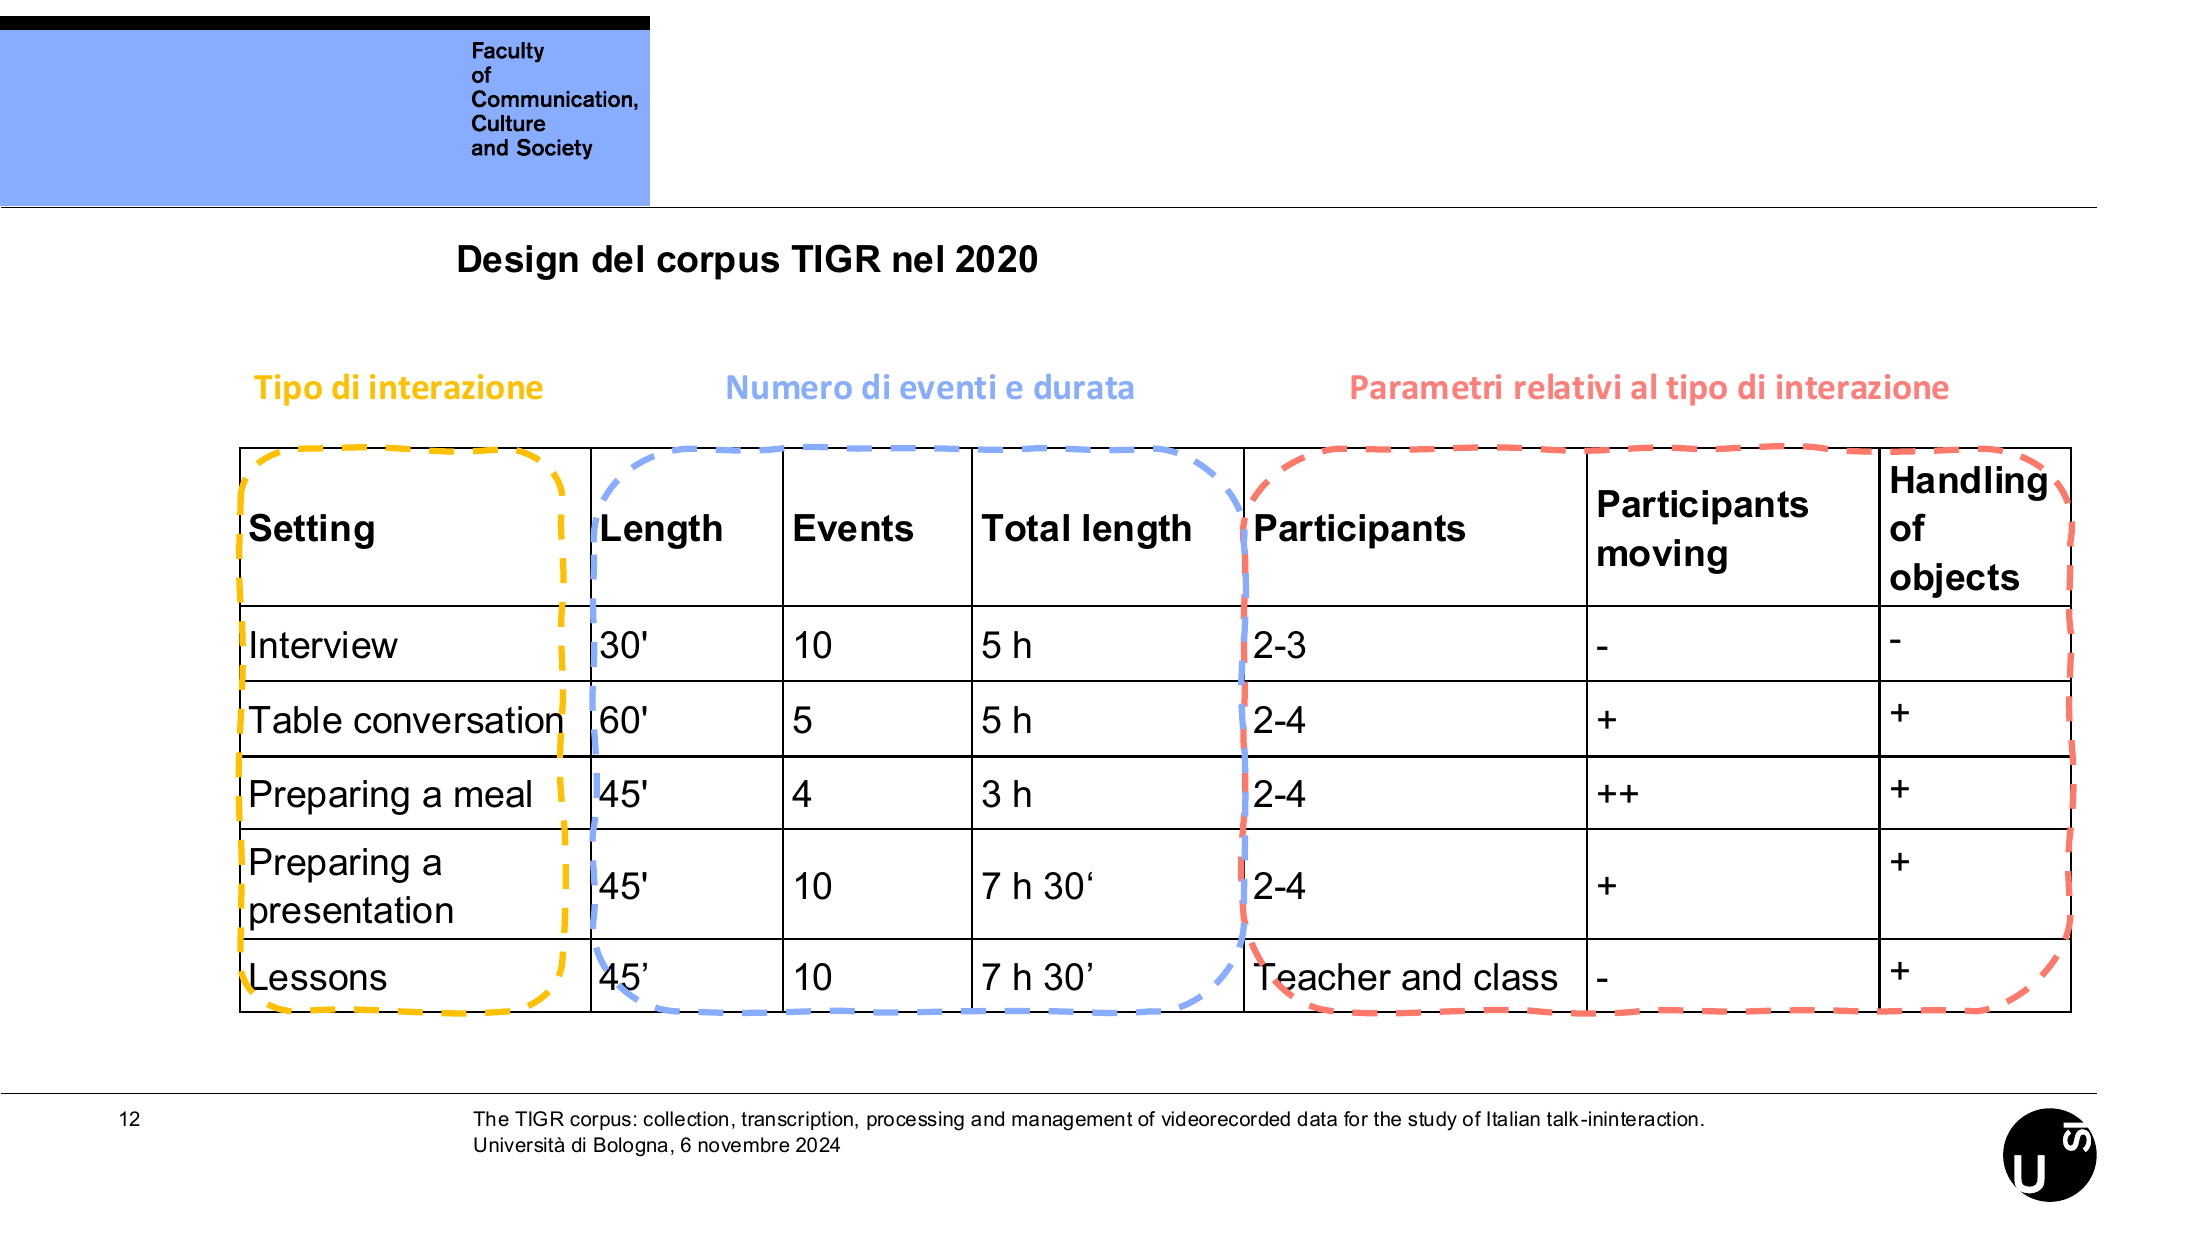 Faculty
of
Communication,
Culture
and Society
Design del corpus TIGR nel 2020
Tipo di interazione Numero di eventi e durata Parametri relativi al tipo di interazione
Setting Length Events Total length Participants Participants moving Handling of objects
Interview 30' 10 5 h 2-3 - -
Table conversation 60' 5 5 h 2-4 + +
Preparing a meal 45' 4 3 h 2-4 ++ +
Preparing a presentation 45' 10 7 h 30‘ 2-4 + +
Lessons 45’ 10 7 h 30’ Teacher and class - +
12
The TIGR corpus: collection, transcription, processing and management of videorecorded data for the study of Italian talk-ininteraction.
Università di Bologna, 6 novembre 2024
U SI